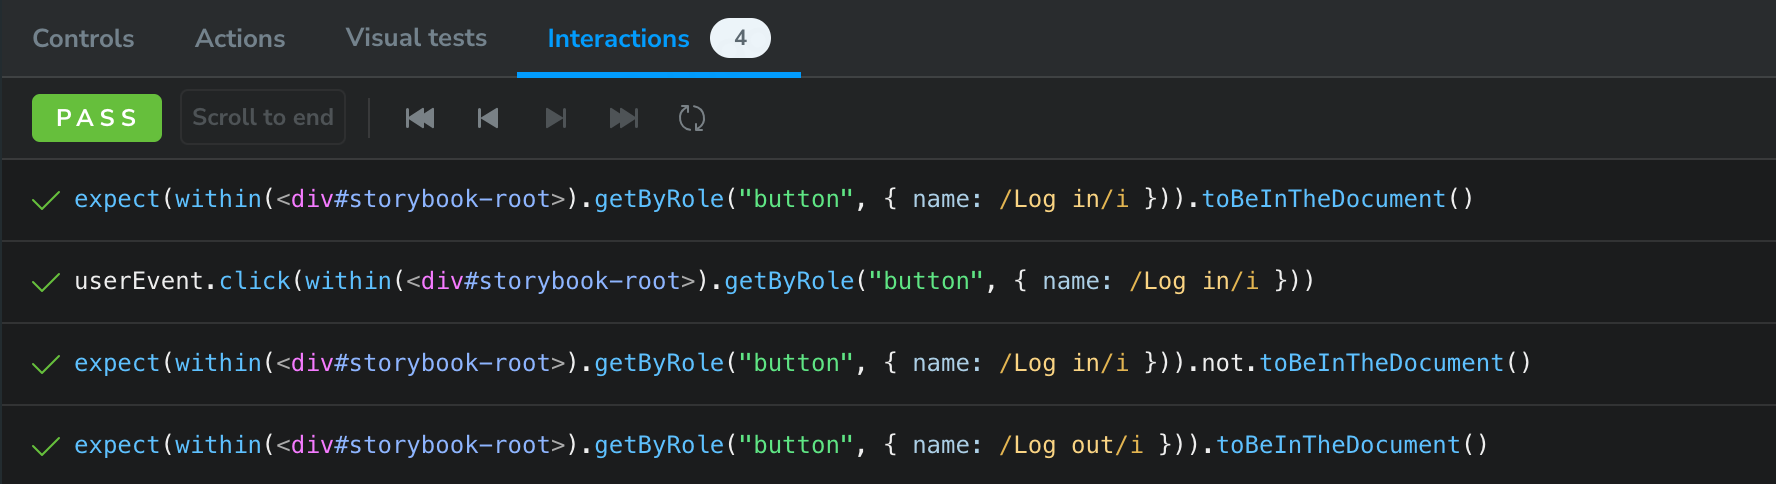 Controls Actions Visual tests Interactions 4
PASS Scroll to end
expect(within(<div#storybook-root>).getByRole("button", { name: /Log in/i })).toBeInTheDocument()
userEvent.click(within(<div#storybook-root>).getByRole("button", { name: /Log in/i }))
expect(within(<div#storybook-root>).getByRole("button", { name: /Log in/i })).not.toBeInTheDocument()
expect(within(<div#storybook-root>).getByRole("button", { name: /Log out/i })).toBeInTheDocument()